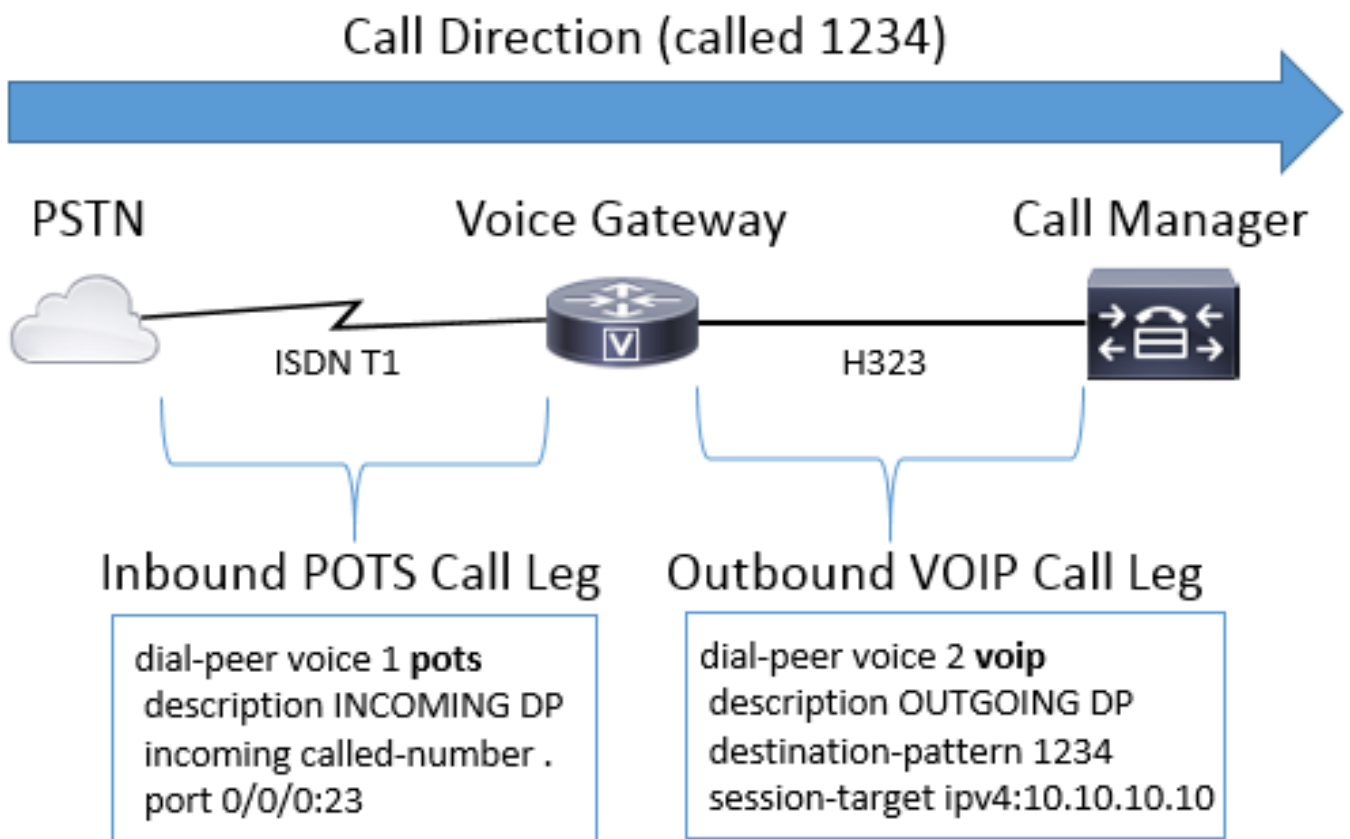 Call Direction (called 1234)
PSTN
Voice Gateway
Call Manager
V
ISDN T1
H323
Inbound POTS Call Leg
dial-peer voice 1 pots
description INCOMING DP
incoming called-number .
port 0/0/0:23
Outbound VOIP Call Leg
dial-peer voice 2 voip
description OUTGOING DP
destination-pattern 1234
session-target ipv4:10.10.10.10